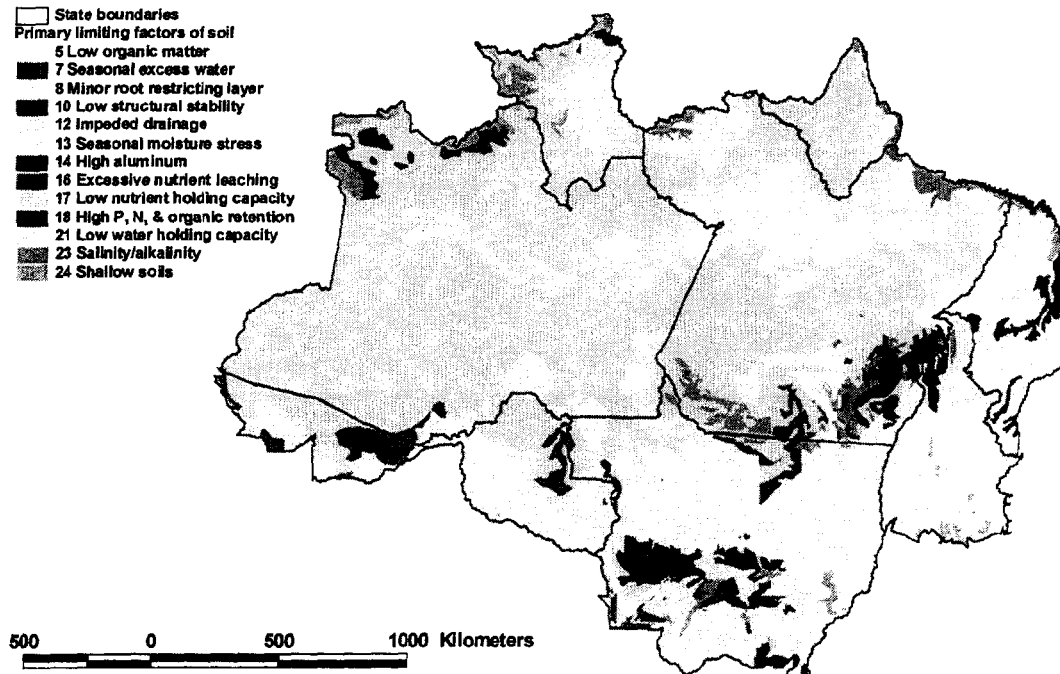 State boundaries
Primary limiting factors of soil
5 Low organic matter
7 Seasonal excess water
8 Minor root restricting layer
10 Low structural stability
12 Impeded drainage
13 Seasonal moisture stress
14 High aluminum
16 Excessive nutrient leaching
17 Low nutrient holding capacity
18 High P, N, & organic retention
21 Low water holding capacity
23 Salinity/alkalinity
24 Shallow soils
500 0 500 1000 Kilometers